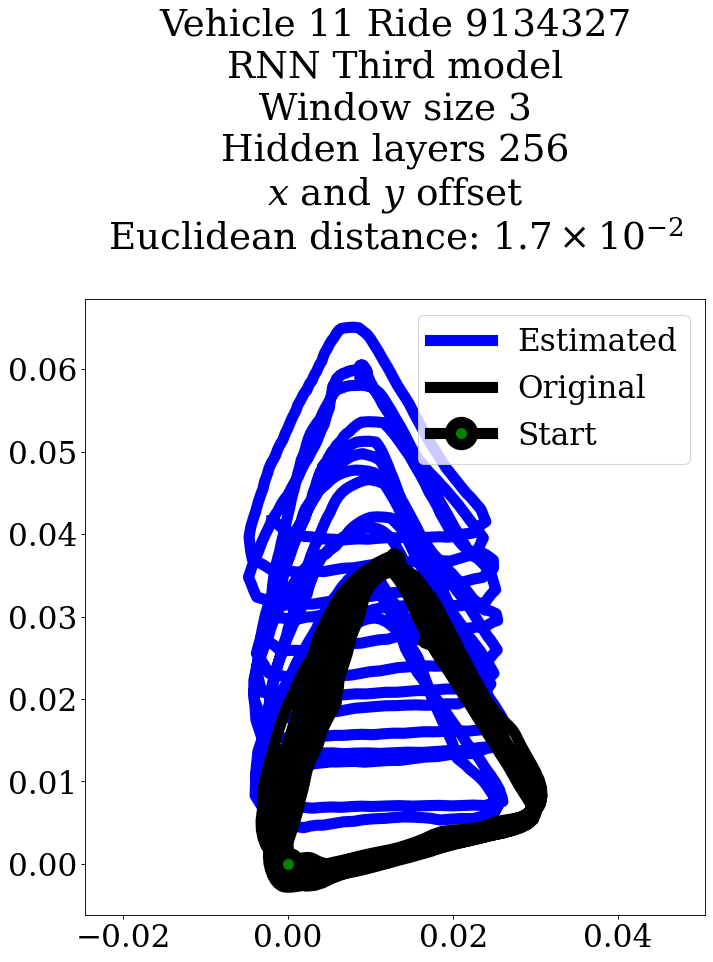 Vehicle 11 Ride 9134327
RNN Third model
Window size 3
Hidden layers 256
x and y offset
Euclidean distance: 1.7 × 10⁻²
Estimated
Original
Start
0.06
0.05
0.04
0.03
0.02
0.01
0.00
−0.02 0.00 0.02 0.04